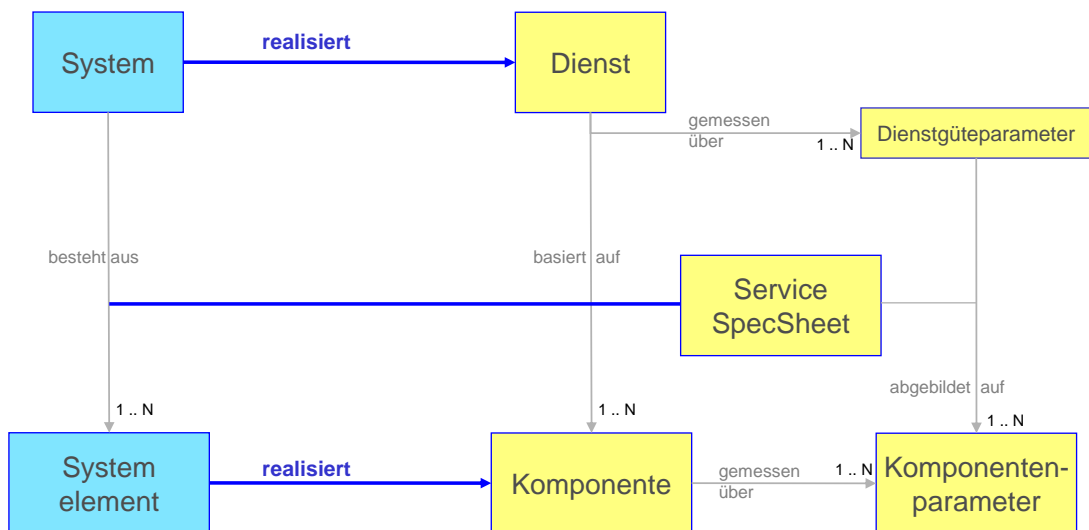 realisiert
System
Dienst
gemessen
über
1 .. N
Dienstgüteparameter
besteht aus
basiert auf
Service
SpecSheet
abgebildet auf
1 .. N
1 .. N
1 .. N
System
element
realisiert
Komponente
gemessen
über
1 .. N
Komponenten-
parameter